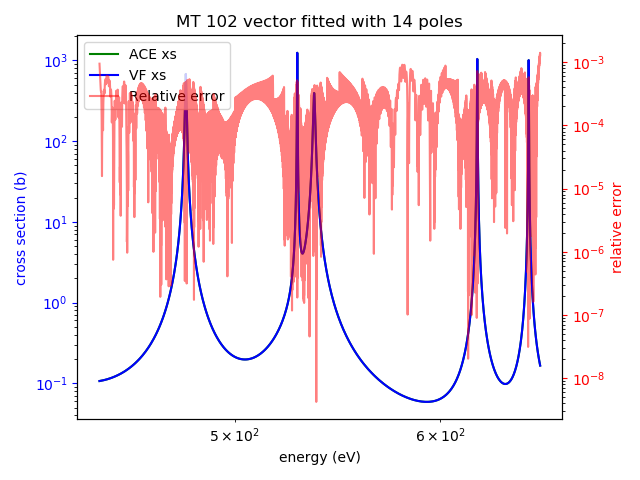 MT 102 vector fitted with 14 poles
ACE xs
VF xs
Relative error
cross section (b)
10³
10²
10¹
10⁰
10⁻¹
10⁻³
10⁻⁴
10⁻⁵
10⁻⁶
10⁻⁷
10⁻⁸
relative error
5 × 10² 6 × 10²
energy (eV)